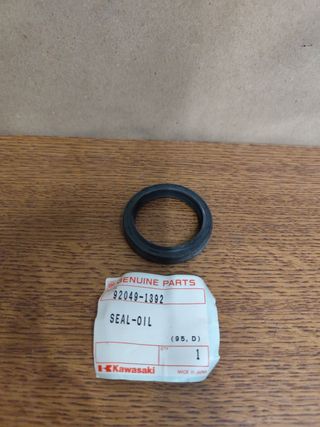 GENUINE PARTS
92049-1392
SEAL-OIL
(95, D)
1
Kawasaki
MADE IN JAPAN